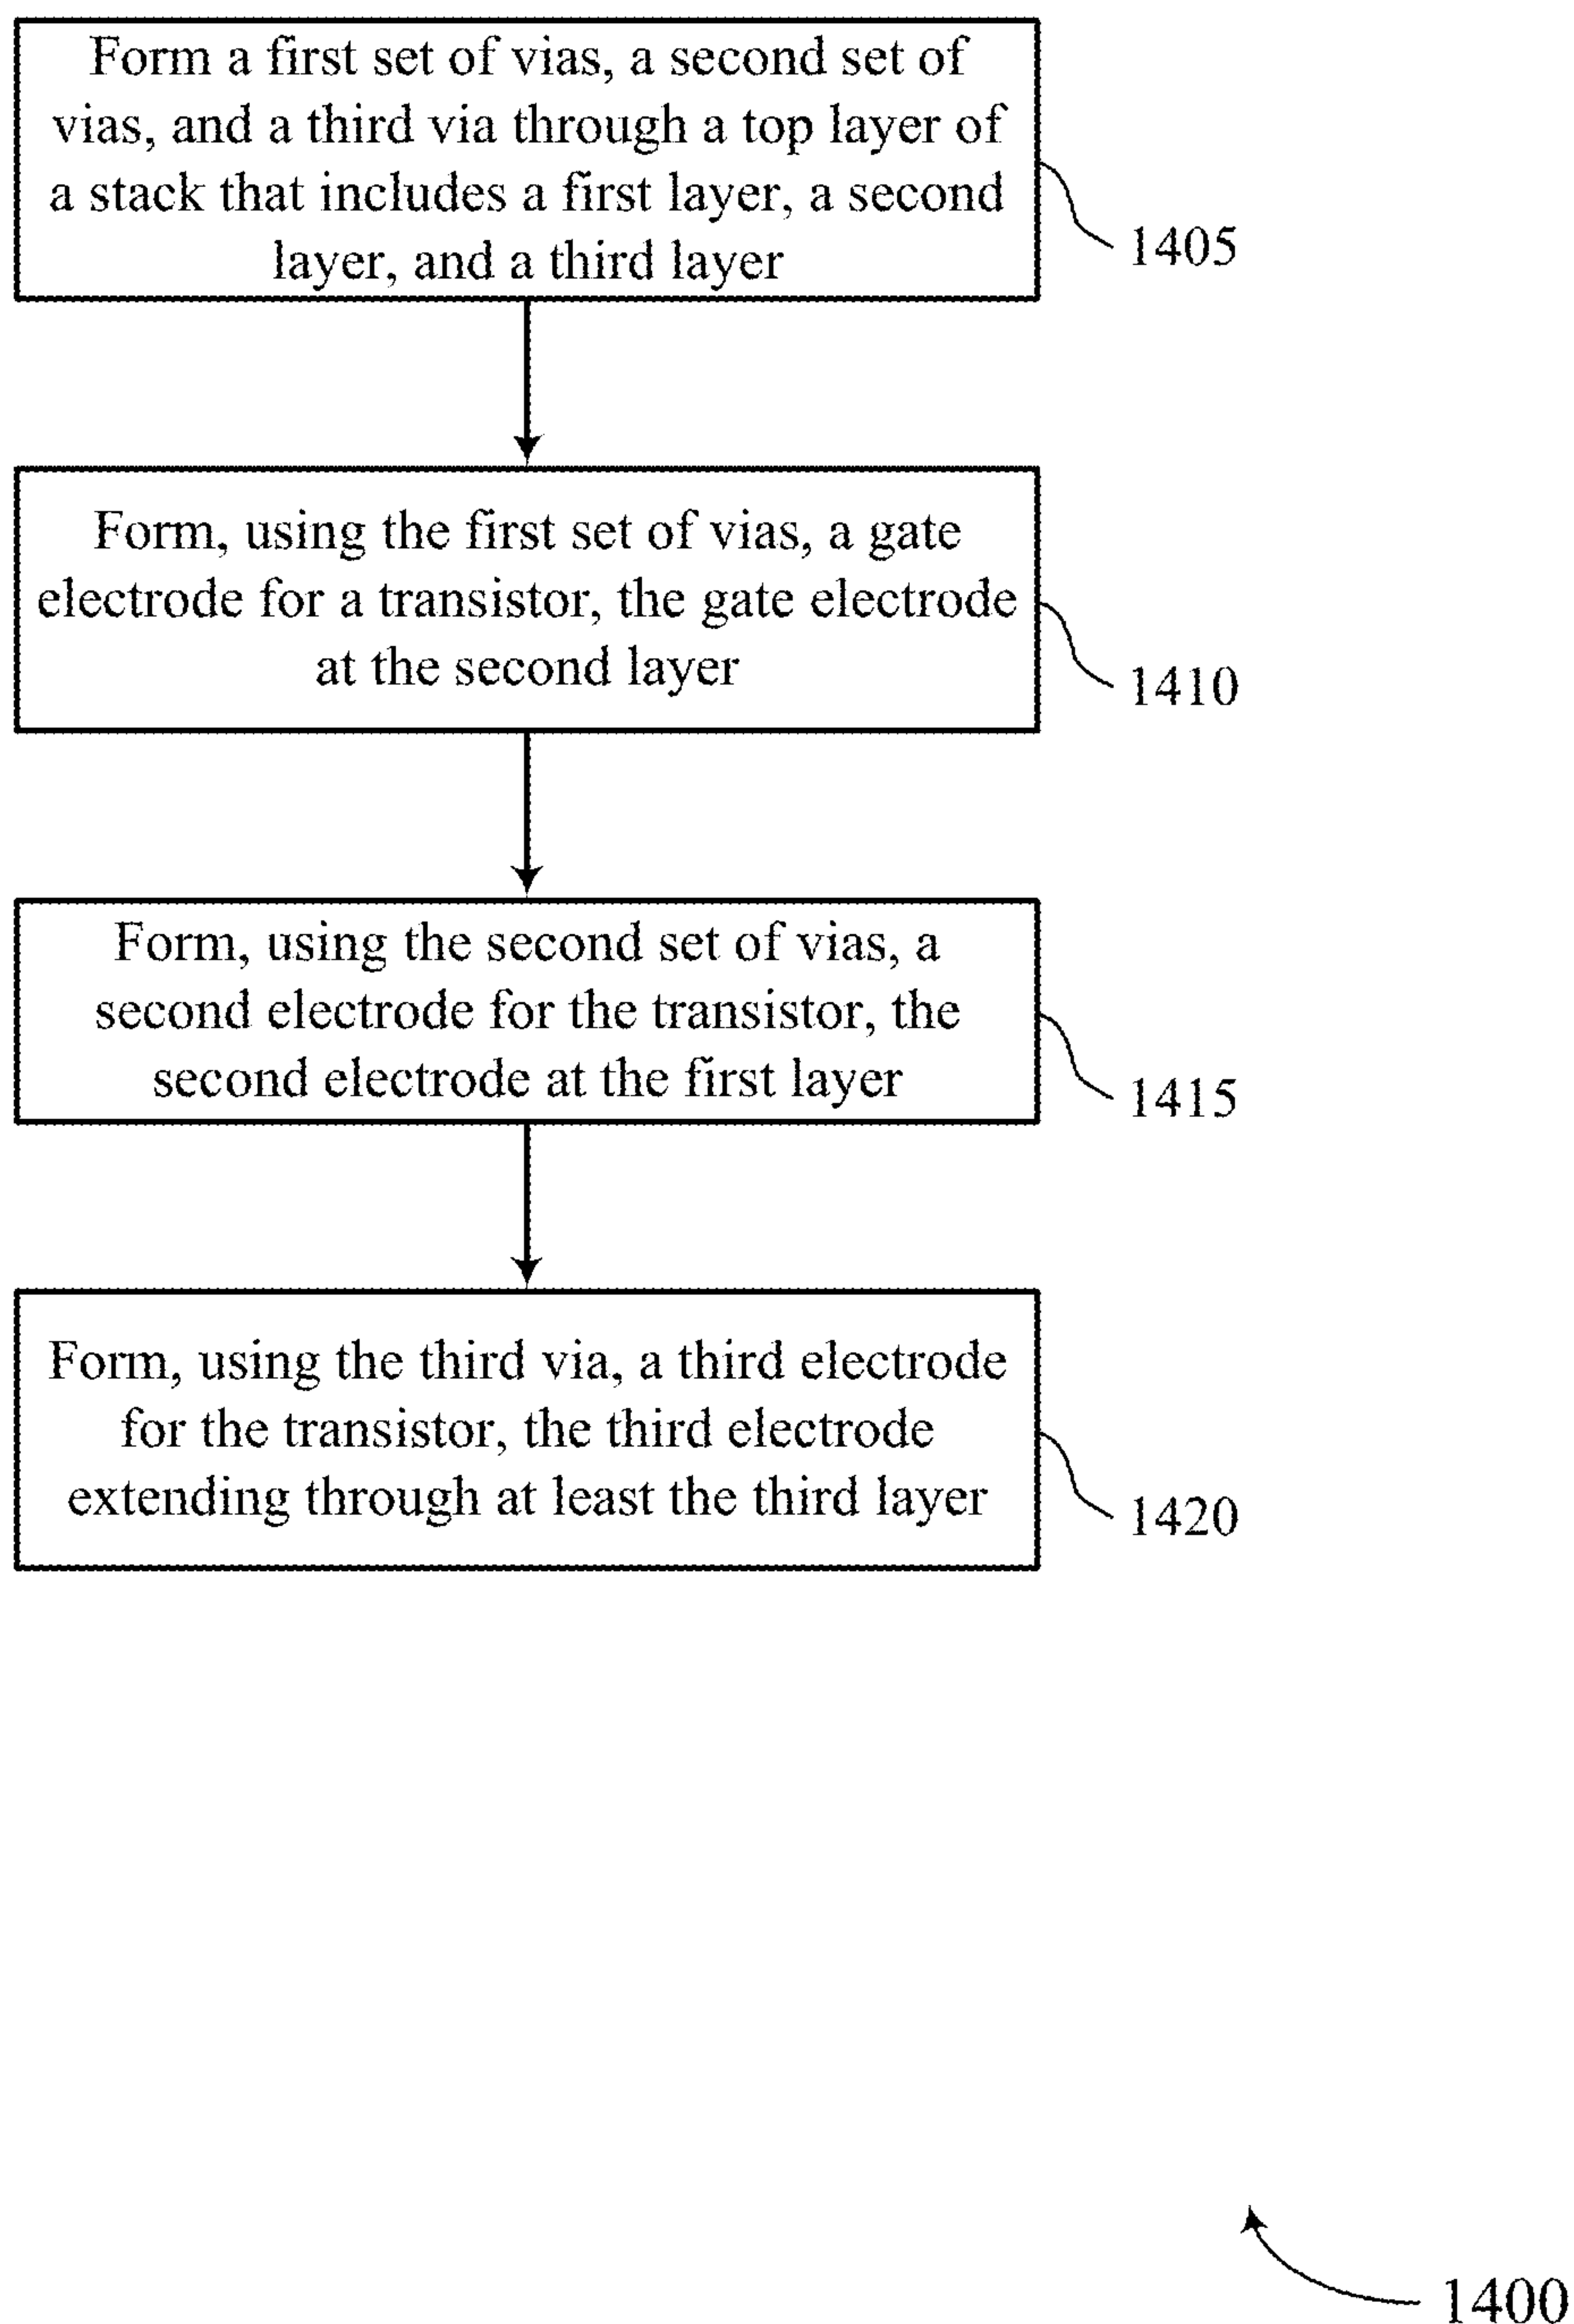 Form a first set of vias, a second set of
vias, and a third via through a top layer of
a stack that includes a first layer, a second
layer, and a third layer
1405
Form, using the first set of vias, a gate
electrode for a transistor, the gate electrode
at the second layer
1410
Form, using the second set of vias, a
second electrode for the transistor, the
second electrode at the first layer
1415
Form, using the third via, a third electrode
for the transistor, the third electrode
extending through at least the third layer
1420
1400